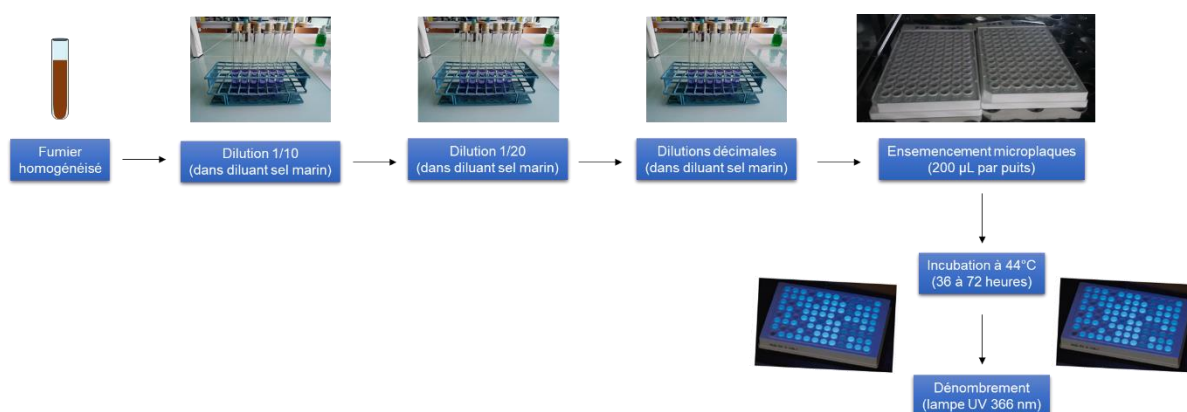 Fumier
homogénéisé
Dilution 1/10
(dans diluant sel marin)
Dilution 1/20
(dans diluant sel marin)
Dilutions décimales
(dans diluant sel marin)
Ensemencement microplaques
(200 µL par puits)
Incubation à 44°C
(36 à 72 heures)
Dénombrement
(lampe UV 366 nm)